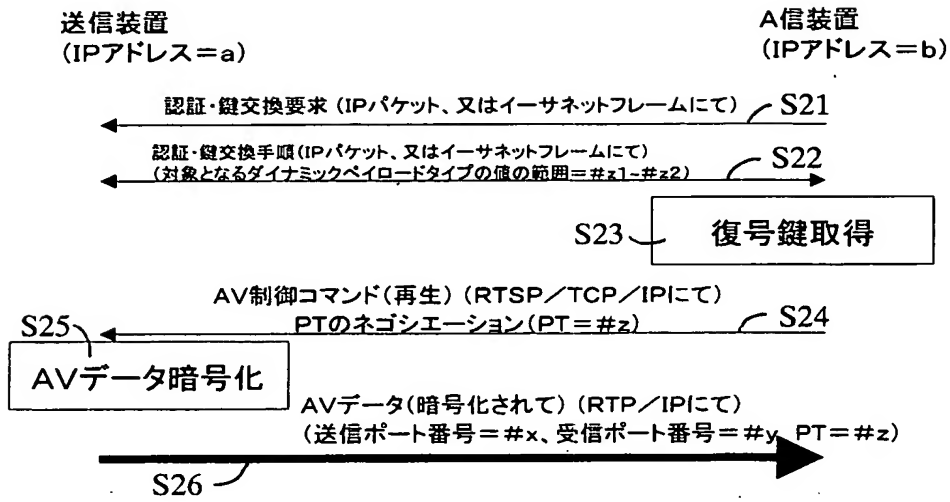 送信装置
(IPアドレス=a)
A信装置
(IPアドレス=b)
認証・鍵交換要求 (IPパケット、又はイーサネットフレームにて)
S21
認証・鍵交換手順(IPパケット、又はイーサネットフレームにて)
(対象となるダイナミックペイロードタイプの値の範囲=#z1~#z2)
S22
S23
復号鍵取得
AV制御コマンド(再生) (RTSP/TCP/IPにて)
PTのネゴシエーション(PT=#z)
S24
S25
AVデータ暗号化
AVデータ(暗号化されて) (RTP/IPにて)
(送信ポート番号=#x、受信ポート番号=#y PT=#z)
S26